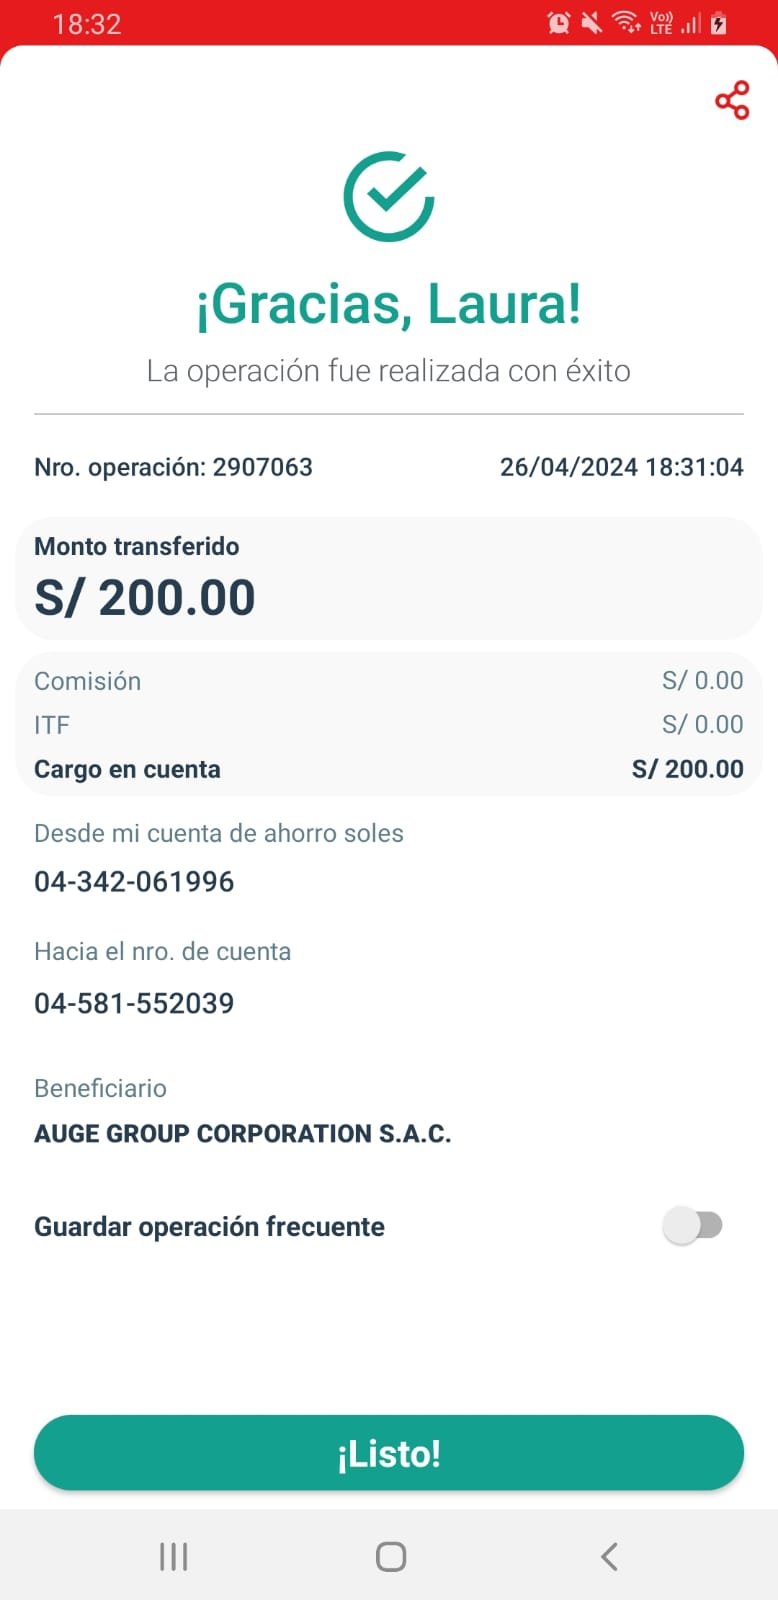 18:32
Vo)) LTE
¡Gracias, Laura!
La operación fue realizada con éxito
Nro. operación: 2907063 26/04/2024 18:31:04
Monto transferido
S/ 200.00
Comisión S/ 0.00
ITF S/ 0.00
Cargo en cuenta S/ 200.00
Desde mi cuenta de ahorro soles
04-342-061996
Hacia el nro. de cuenta
04-581-552039
Beneficiario
AUGE GROUP CORPORATION S.A.C.
Guardar operación frecuente
¡Listo!